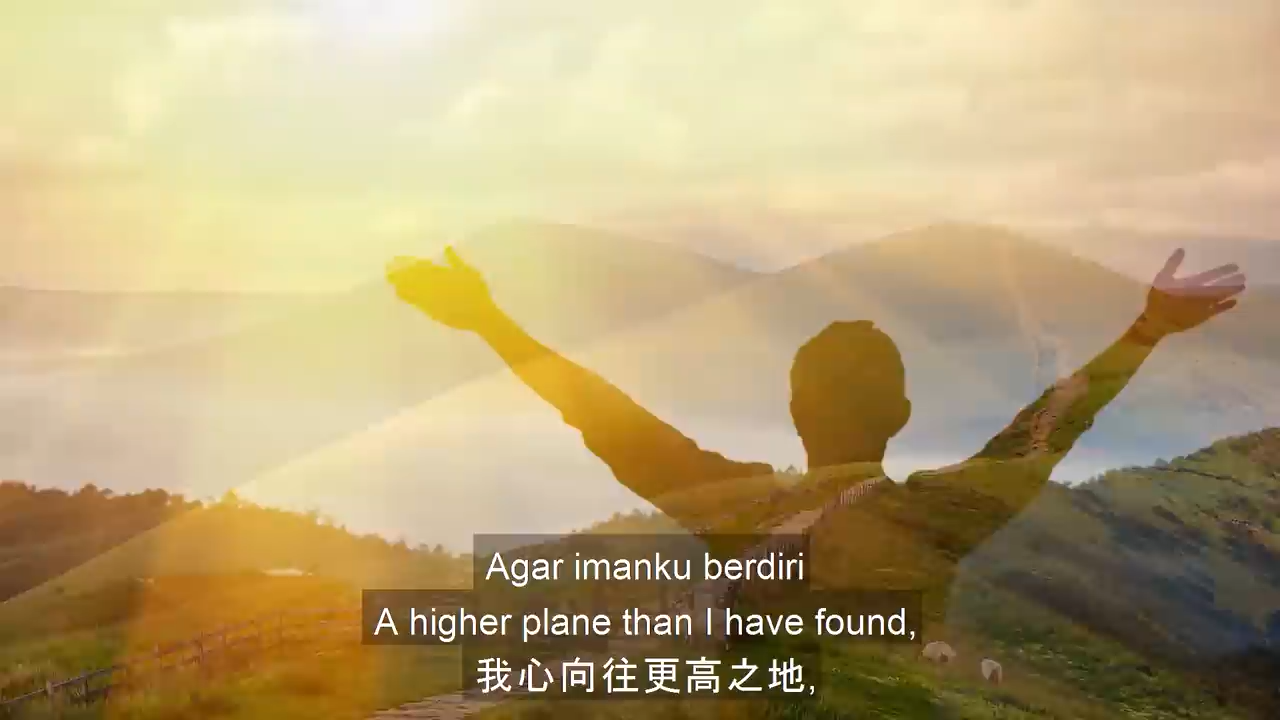 Agar imanku berdiri
A higher plane than I have found,
我心向往更高之地,